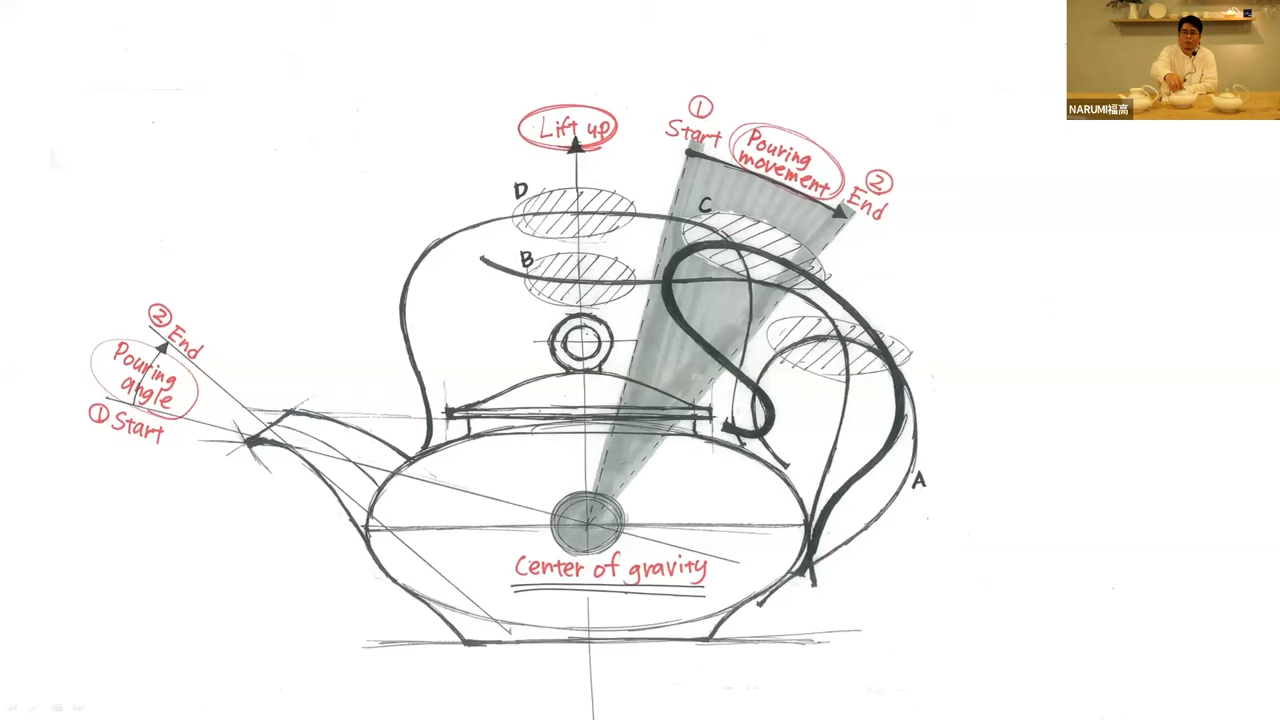 Lift up
①
Start
Pouring
movement
②
End
D
C
B
②
End
Pouring
angle
①
Start
A
Center of gravity
NARUMI福高